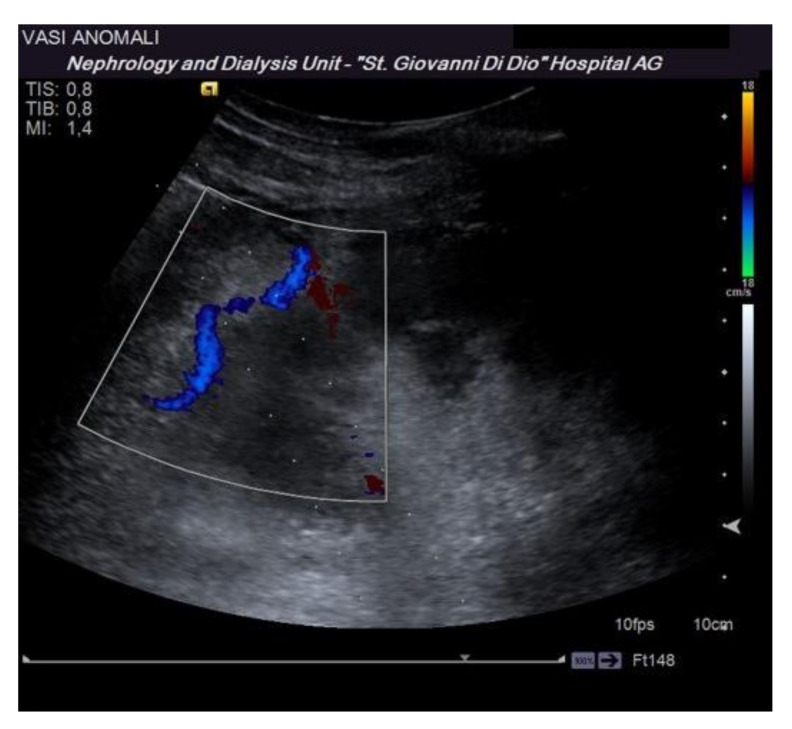 VASI ANOMALI
Nephrology and Dialysis Unit - "St. Giovanni Di Dio" Hospital AG
TIS: 0,8
TIB: 0,8
MI: 1,4
18
18
cm/s
10fps 10cm
100% Ft148